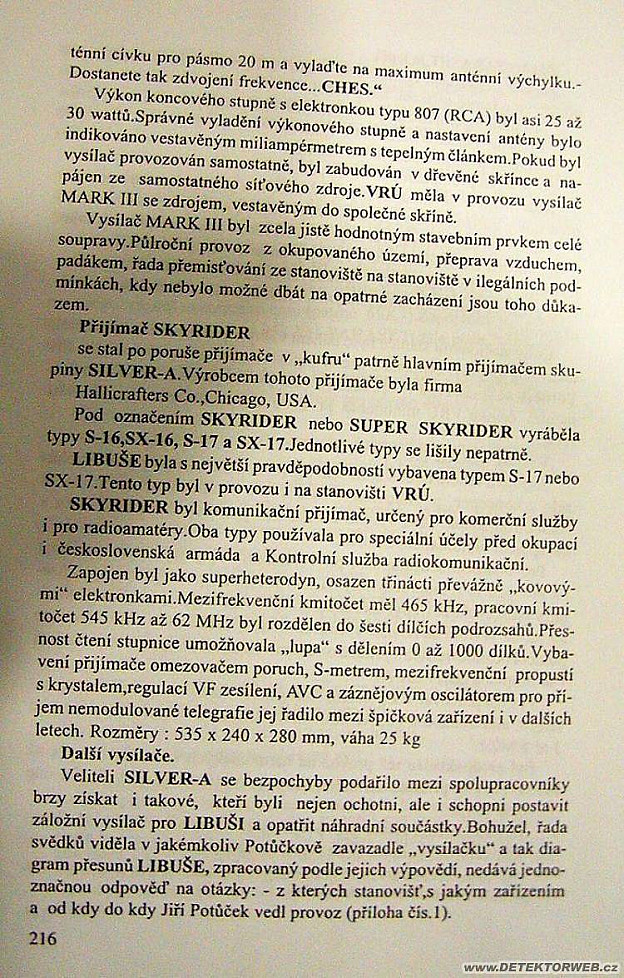 ténní cívku pro pásmo 20 m a vylaďte na maximum anténní výchylku.-
Dostanete tak zdvojení frekvence...CHES.“
Výkon koncového stupně s elektronkou typu 807 (RCA) byl asi 25 až
30 wattů.Správné vyladění výkonového stupně a nastavení antény bylo
indikováno vestavěným miliampérmetrem s tepelným článkem.Pokud byl
vysílač provozován samostatně, byl zabudován v dřevěné skřínce a na-
pájen ze samostatného síťového zdroje.VRÚ měla v provozu vysílač
MARK III se zdrojem, vestavěným do společné skříně.
Vysílač MARK III byl zcela jistě hodnotným stavebním prvkem celé
soupravy.Půlroční provoz z okupovaného území, přeprava vzduchem,
padákem, řada přemisťování ze stanoviště na stanoviště v ilegálních pod-
mínkách, kdy nebylo možné dbát na opatrné zacházení jsou toho důka-
zem.
Přijímač SKYRIDER
se stal po poruše přijímače v „kufru“ patrně hlavním přijímačem sku-
piny SILVER-A.Výrobcem tohoto přijímače byla firma
Hallicrafters Co.,Chicago, USA.
Pod označením SKYRIDER nebo SUPER SKYRIDER vyráběla
typy S-16,SX-16, S-17 a SX-17.Jednotlivé typy se lišily nepatrně.
LIBUŠE byla s největší pravděpodobností vybavena typem S-17 nebo
SX-17.Tento typ byl v provozu i na stanovišti VRÚ.
SKYRIDER byl komunikační přijímač, určený pro komerční služby
i pro radioamatéry.Oba typy používala pro speciální účely před okupací
i československá armáda a Kontrolní služba radiokomunikační.
Zapojen byl jako superheterodyn, osazen třinácti převážně „kovový-
mi“ elektronkami.Mezifrekvenční kmitočet měl 465 kHz, pracovní kmi-
točet 545 kHz až 62 MHz byl rozdělen do šesti dílčích podrozsahů.Přes-
nost čtení stupnice umožňovala „lupa“ s dělením 0 až 1000 dílků.Vyba-
vení přijímače omezovačem poruch, S-metrem, mezifrekvenční propustí
s krystalem,regulací VF zesílení, AVC a záznějovým oscilátorem pro pří-
jem nemodulované telegrafie jej řadilo mezi špičková zařízení i v dalších
letech. Rozměry : 535 x 240 x 280 mm, váha 25 kg
Další vysílače.
Veliteli SILVER-A se bezpochyby podařilo mezi spolupracovníky
brzy získat i takové, kteří byli nejen ochotní, ale i schopni postavit
záložní vysílač pro LIBUŠI a opatřit náhradní součástky.Bohužel, řada
svědků viděla v jakémkoliv Potůčkově zavazadle „vysílačku“ a tak dia-
gram přesunů LIBUŠE, zpracovaný podle jejich výpovědí, nedává jedno-
značnou odpověď na otázky: - z kterých stanovišť,s jakým zařízením
a od kdy do kdy Jiří Potůček vedl provoz (příloha čís.1).
216
www.DETEKTORWEB.cz